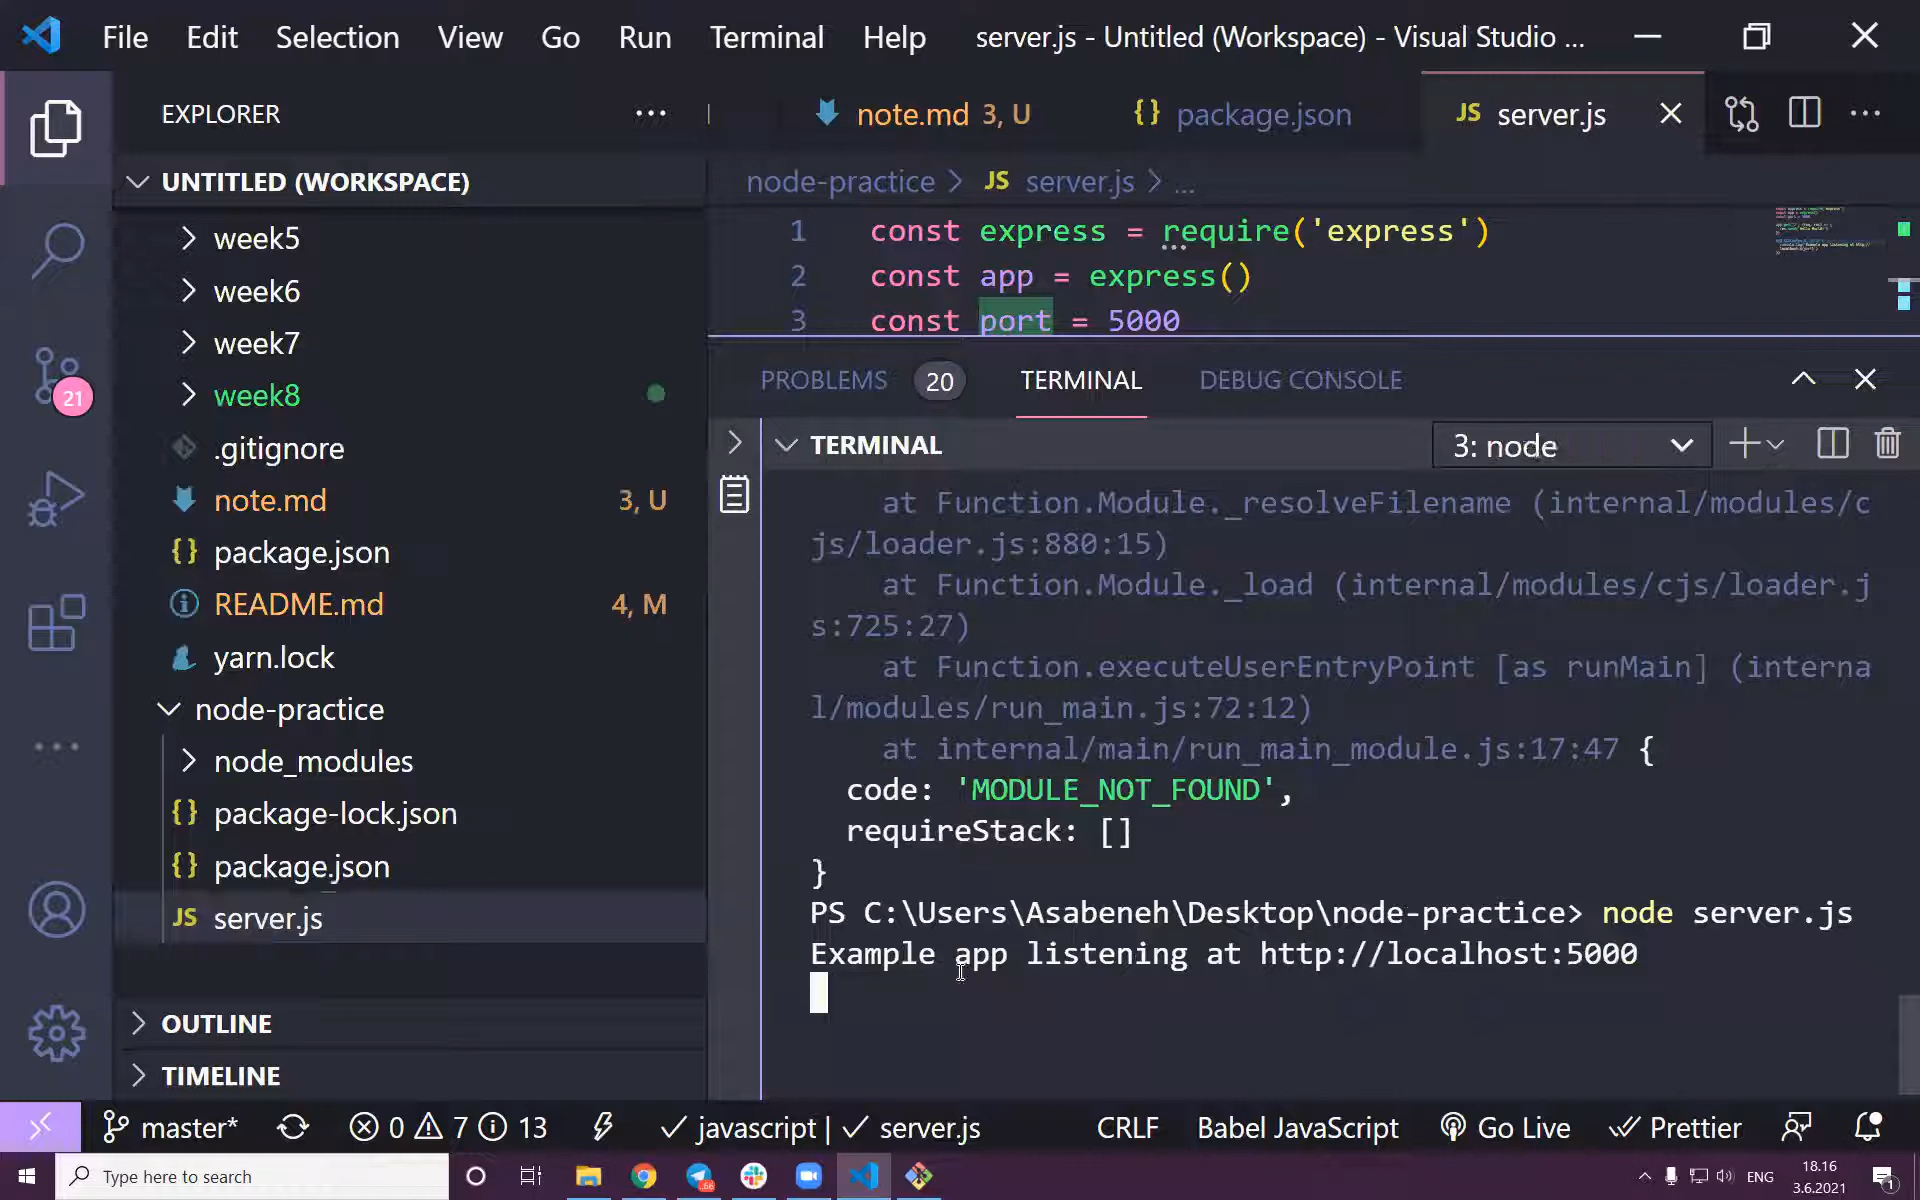 File Edit Selection View Go Run Terminal Help server.js - Untitled (Workspace) - Visual Studio ...
EXPLORER
note.md 3, U
{} package.json
JS server.js
UNTITLED (WORKSPACE)
week5
week6
week7
week8
.gitignore
note.md 3, U
{} package.json
README.md 4, M
yarn.lock
node-practice
node_modules
{} package-lock.json
{} package.json
JS server.js
OUTLINE
TIMELINE
21
node-practice > JS server.js > ...
1 const express = require('express')
2 const app = express()
3 const port = 5000
PROBLEMS 20 TERMINAL DEBUG CONSOLE
TERMINAL 3: node
at Function.Module._resolveFilename (internal/modules/c
js/loader.js:880:15)
at Function.Module._load (internal/modules/cjs/loader.j
s:725:27)
at Function.executeUserEntryPoint [as runMain] (interna
l/modules/run_main.js:72:12)
at internal/main/run_main_module.js:17:47 {
code: 'MODULE_NOT_FOUND',
requireStack: []
}
PS C:\Users\Asabeneh\Desktop\node-practice> node server.js
Example app listening at http://localhost:5000
master* 0 7 13 javascript | server.js CRLF Babel JavaScript Go Live Prettier
Type here to search
ENG
18.16
3.6.2021
1